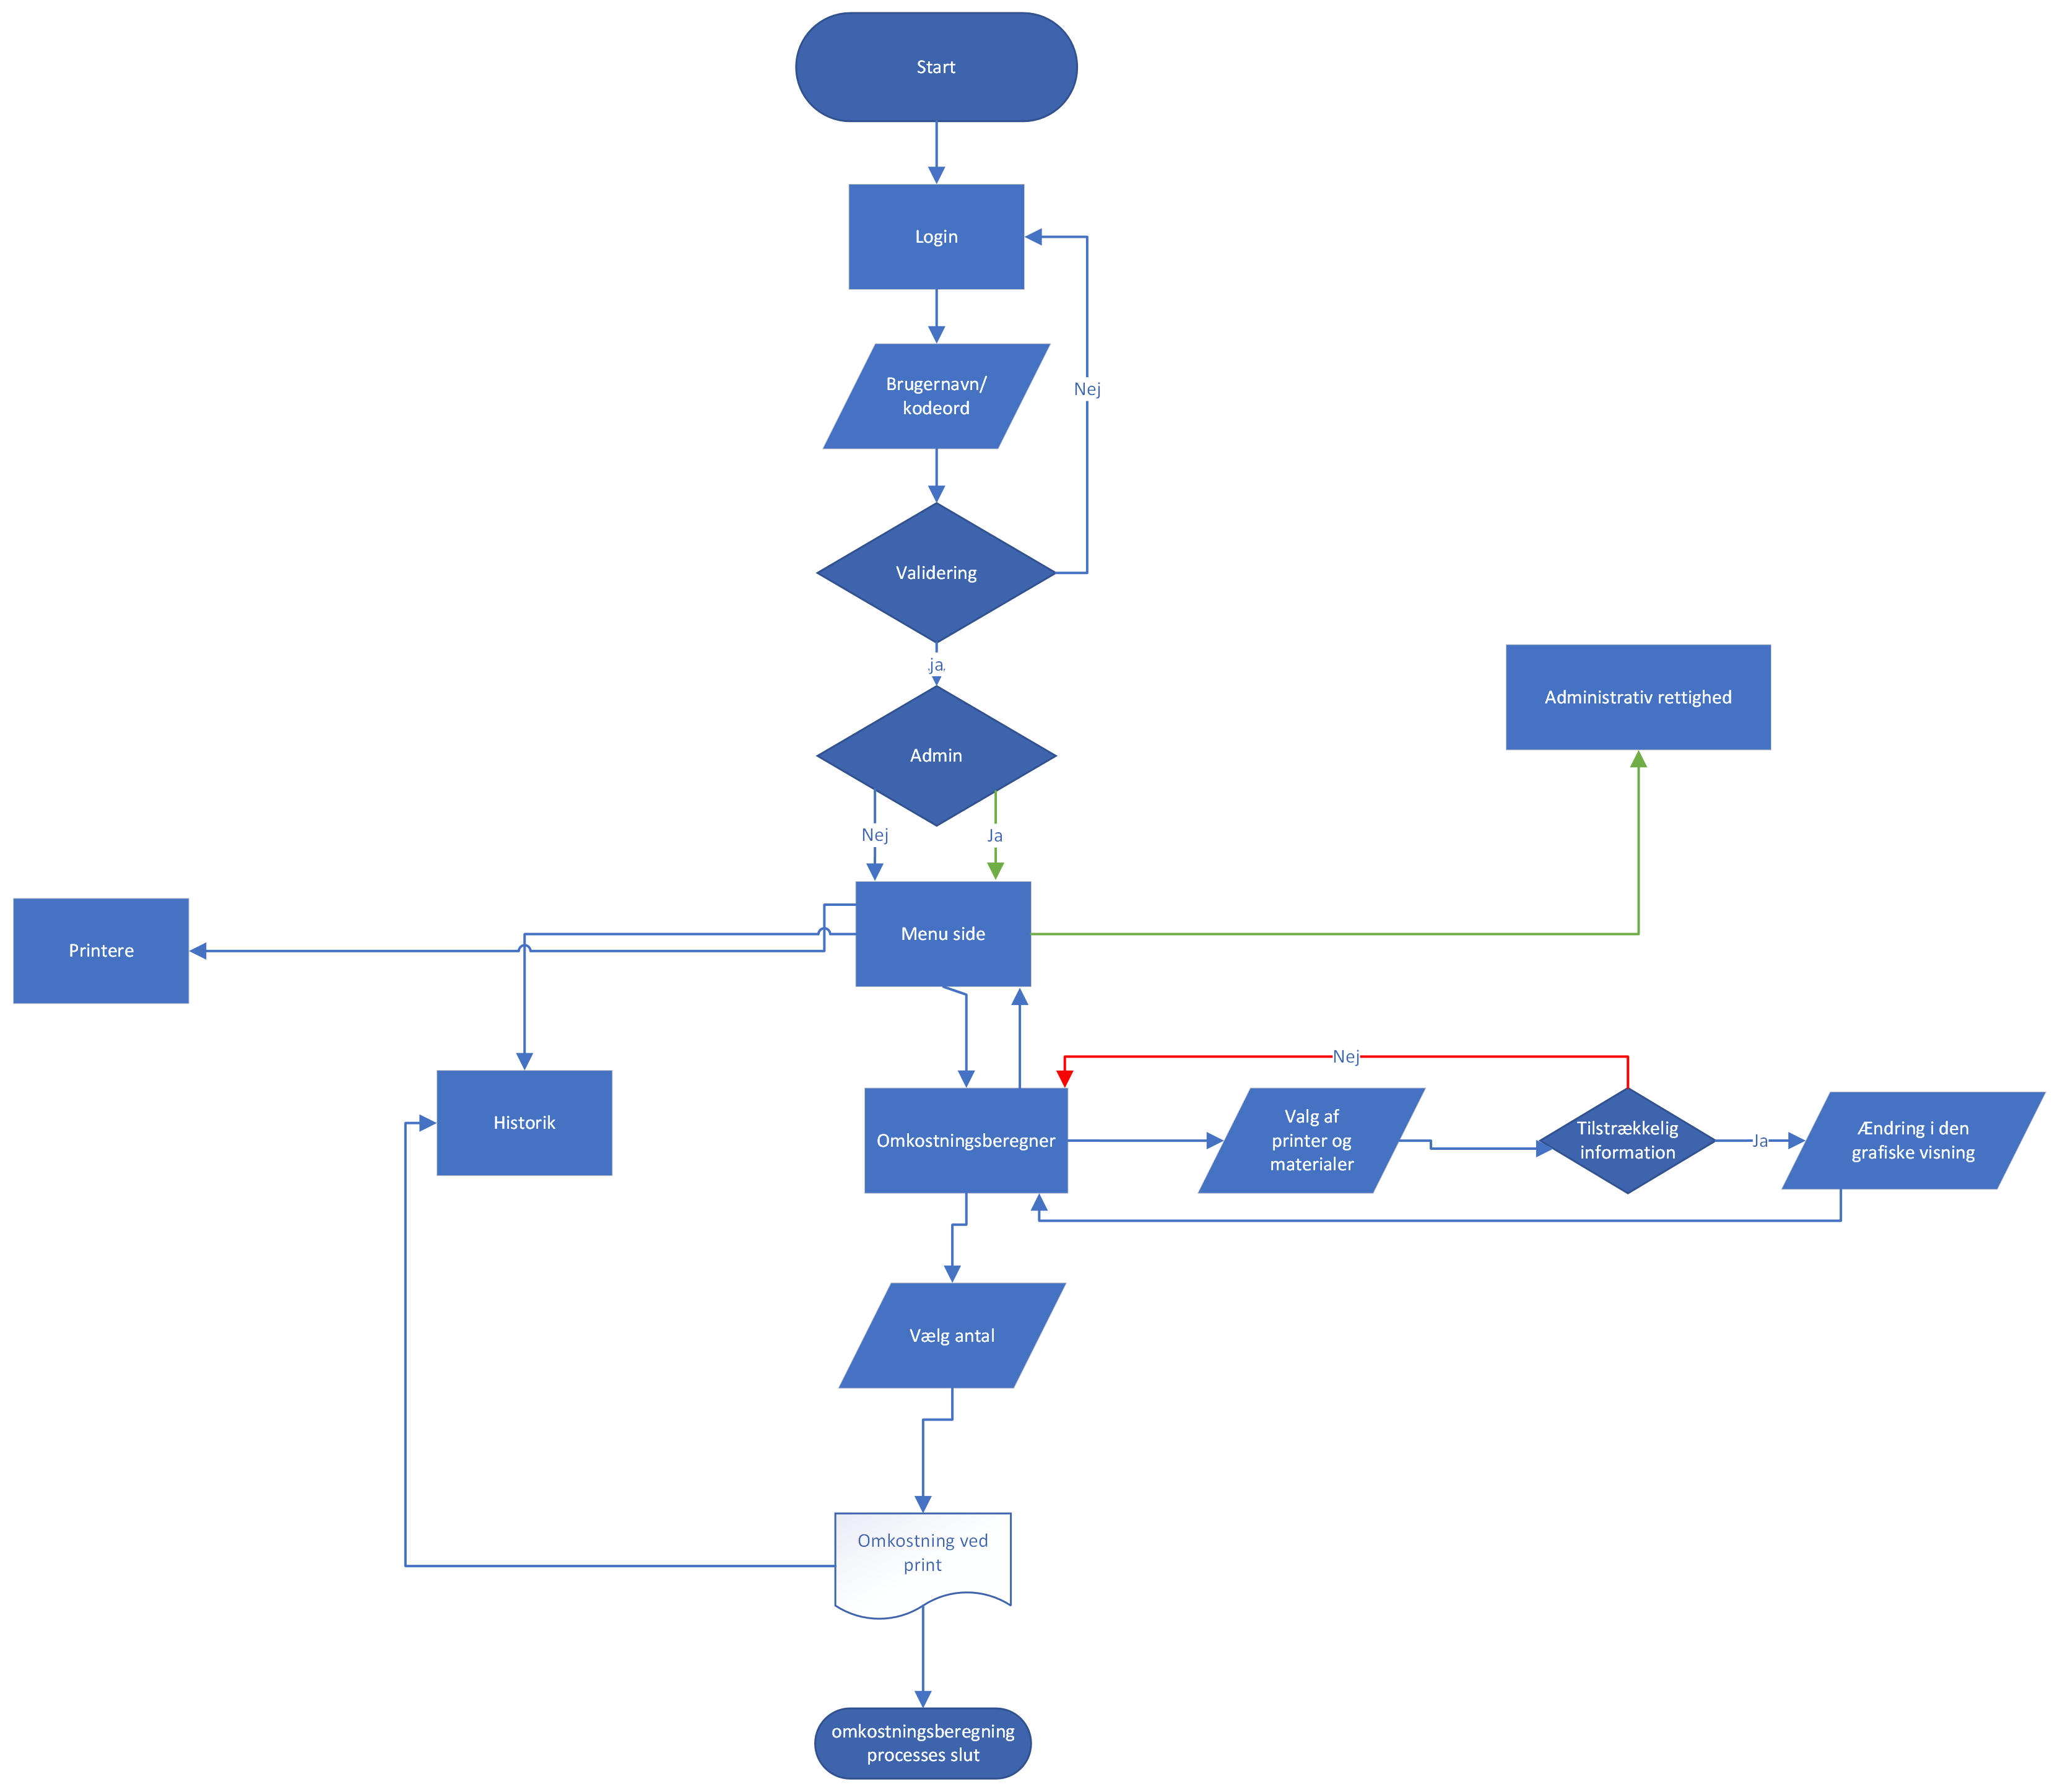 Start
Login
Brugernavn/
kodeord
Nej
Validering
ja
Administrativ rettighed
Admin
Nej
Ja
Menu side
Printere
Nej
Historik
Omkostningsberegner
Valg af
printer og
materialer
Tilstrækkelig
information
Ja
Ændring i den
grafiske visning
Vælg antal
Omkostning ved
print
omkostningsberegning
processes slut